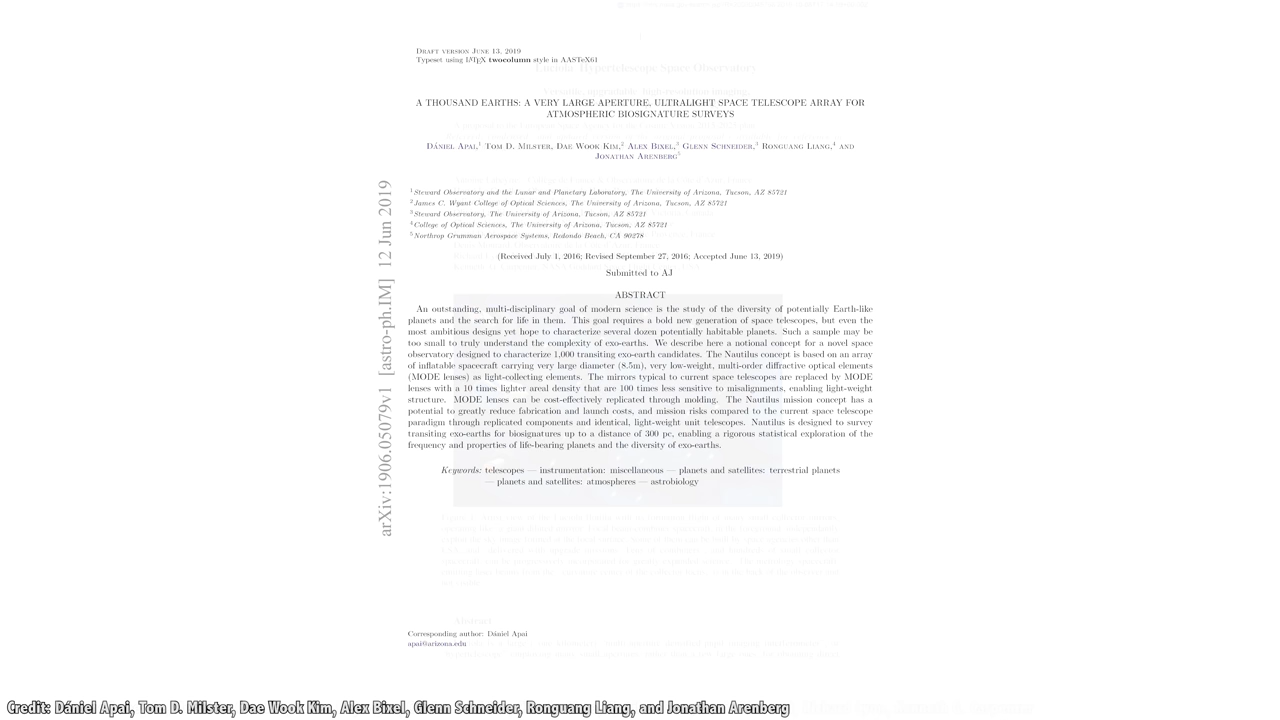 DRAFT VERSION JUNE 13, 2019
Typeset using LATEX twocolumn style in AASTeX61
Luciola Hypertelescope Space Observatory
A THOUSAND EARTHS: A VERY LARGE APERTURE, ULTRALIGHT SPACE TELESCOPE ARRAY FOR
ATMOSPHERIC BIOSIGNATURE SURVEYS
DÁNIEL APAI,1 TOM D. MILSTER, DAE WOOK KIM,2 ALEX BIXEL,3 GLENN SCHNEIDER,3 RONGUANG LIANG,4 AND
JONATHAN ARENBERG5
1Steward Observatory and the Lunar and Planetary Laboratory, The University of Arizona, Tucson, AZ 85721
2James C. Wyant College of Optical Sciences, The University of Arizona, Tucson, AZ 85721
3Steward Observatory, The University of Arizona, Tucson, AZ 85721
4College of Optical Sciences, The University of Arizona, Tucson, AZ 85721
5Northrop Grumman Aerospace Systems, Redondo Beach, CA 90278
(Received July 1, 2016; Revised September 27, 2016; Accepted June 13, 2019)
Submitted to AJ
ABSTRACT
An outstanding, multi-disciplinary goal of modern science is the study of the diversity of potentially Earth-like
planets and the search for life in them. This goal requires a bold new generation of space telescopes, but even the
most ambitious designs yet hope to characterize several dozen potentially habitable planets. Such a sample may be
too small to truly understand the complexity of exo-earths. We describe here a notional concept for a novel space
observatory designed to characterize 1,000 transiting exo-earth candidates. The Nautilus concept is based on an array
of inflatable spacecraft carrying very large diameter (8.5m), very low-weight, multi-order diffractive optical elements
(MODE lenses) as light-collecting elements. The mirrors typical to current space telescopes are replaced by MODE
lenses with a 10 times lighter areal density that are 100 times less sensitive to misalignments, enabling light-weight
structure. MODE lenses can be cost-effectively replicated through molding. The Nautilus mission concept has a
potential to greatly reduce fabrication and launch costs, and mission risks compared to the current space telescope
paradigm through replicated components and identical, light-weight unit telescopes. Nautilus is designed to survey
transiting exo-earths for biosignatures up to a distance of 300 pc, enabling a rigorous statistical exploration of the
frequency and properties of life-bearing planets and the diversity of exo-earths.
Keywords: telescopes — instrumentation: miscellaneous — planets and satellites: terrestrial planets
— planets and satellites: atmospheres — astrobiology
arXiv:1906.05079v1 [astro-ph.IM] 12 Jun 2019
Abstract
Corresponding author: Dániel Apai
apai@arizona.edu
Credit: Dániel Apai, Tom D. Milster, Dae Wook Kim, Alex Bixel, Glenn Schneider, Ronguang Liang, and Jonathan Arenberg